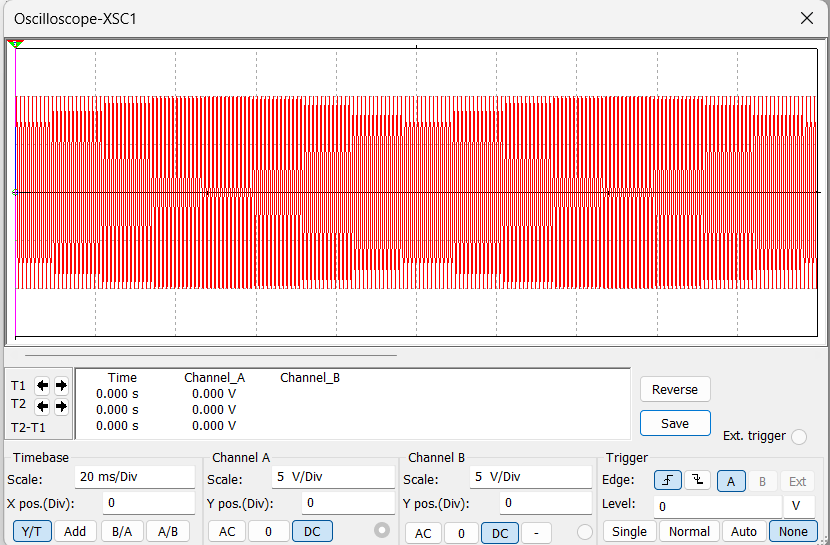 Oscilloscope-XSC1
Time Channel_A Channel_B
T1 0.000 s 0.000 V
T2 0.000 s 0.000 V
T2-T1 0.000 s 0.000 V
Reverse
Save
Ext. trigger
Timebase
Scale: 20 ms/Div
X pos.(Div): 0
Y/T Add B/A A/B
Channel A
Scale: 5 V/Div
Y pos.(Div): 0
AC 0 DC
Channel B
Scale: 5 V/Div
Y pos.(Div): 0
AC 0 DC -
Trigger
Edge: A B Ext
Level: 0 V
Single Normal Auto None